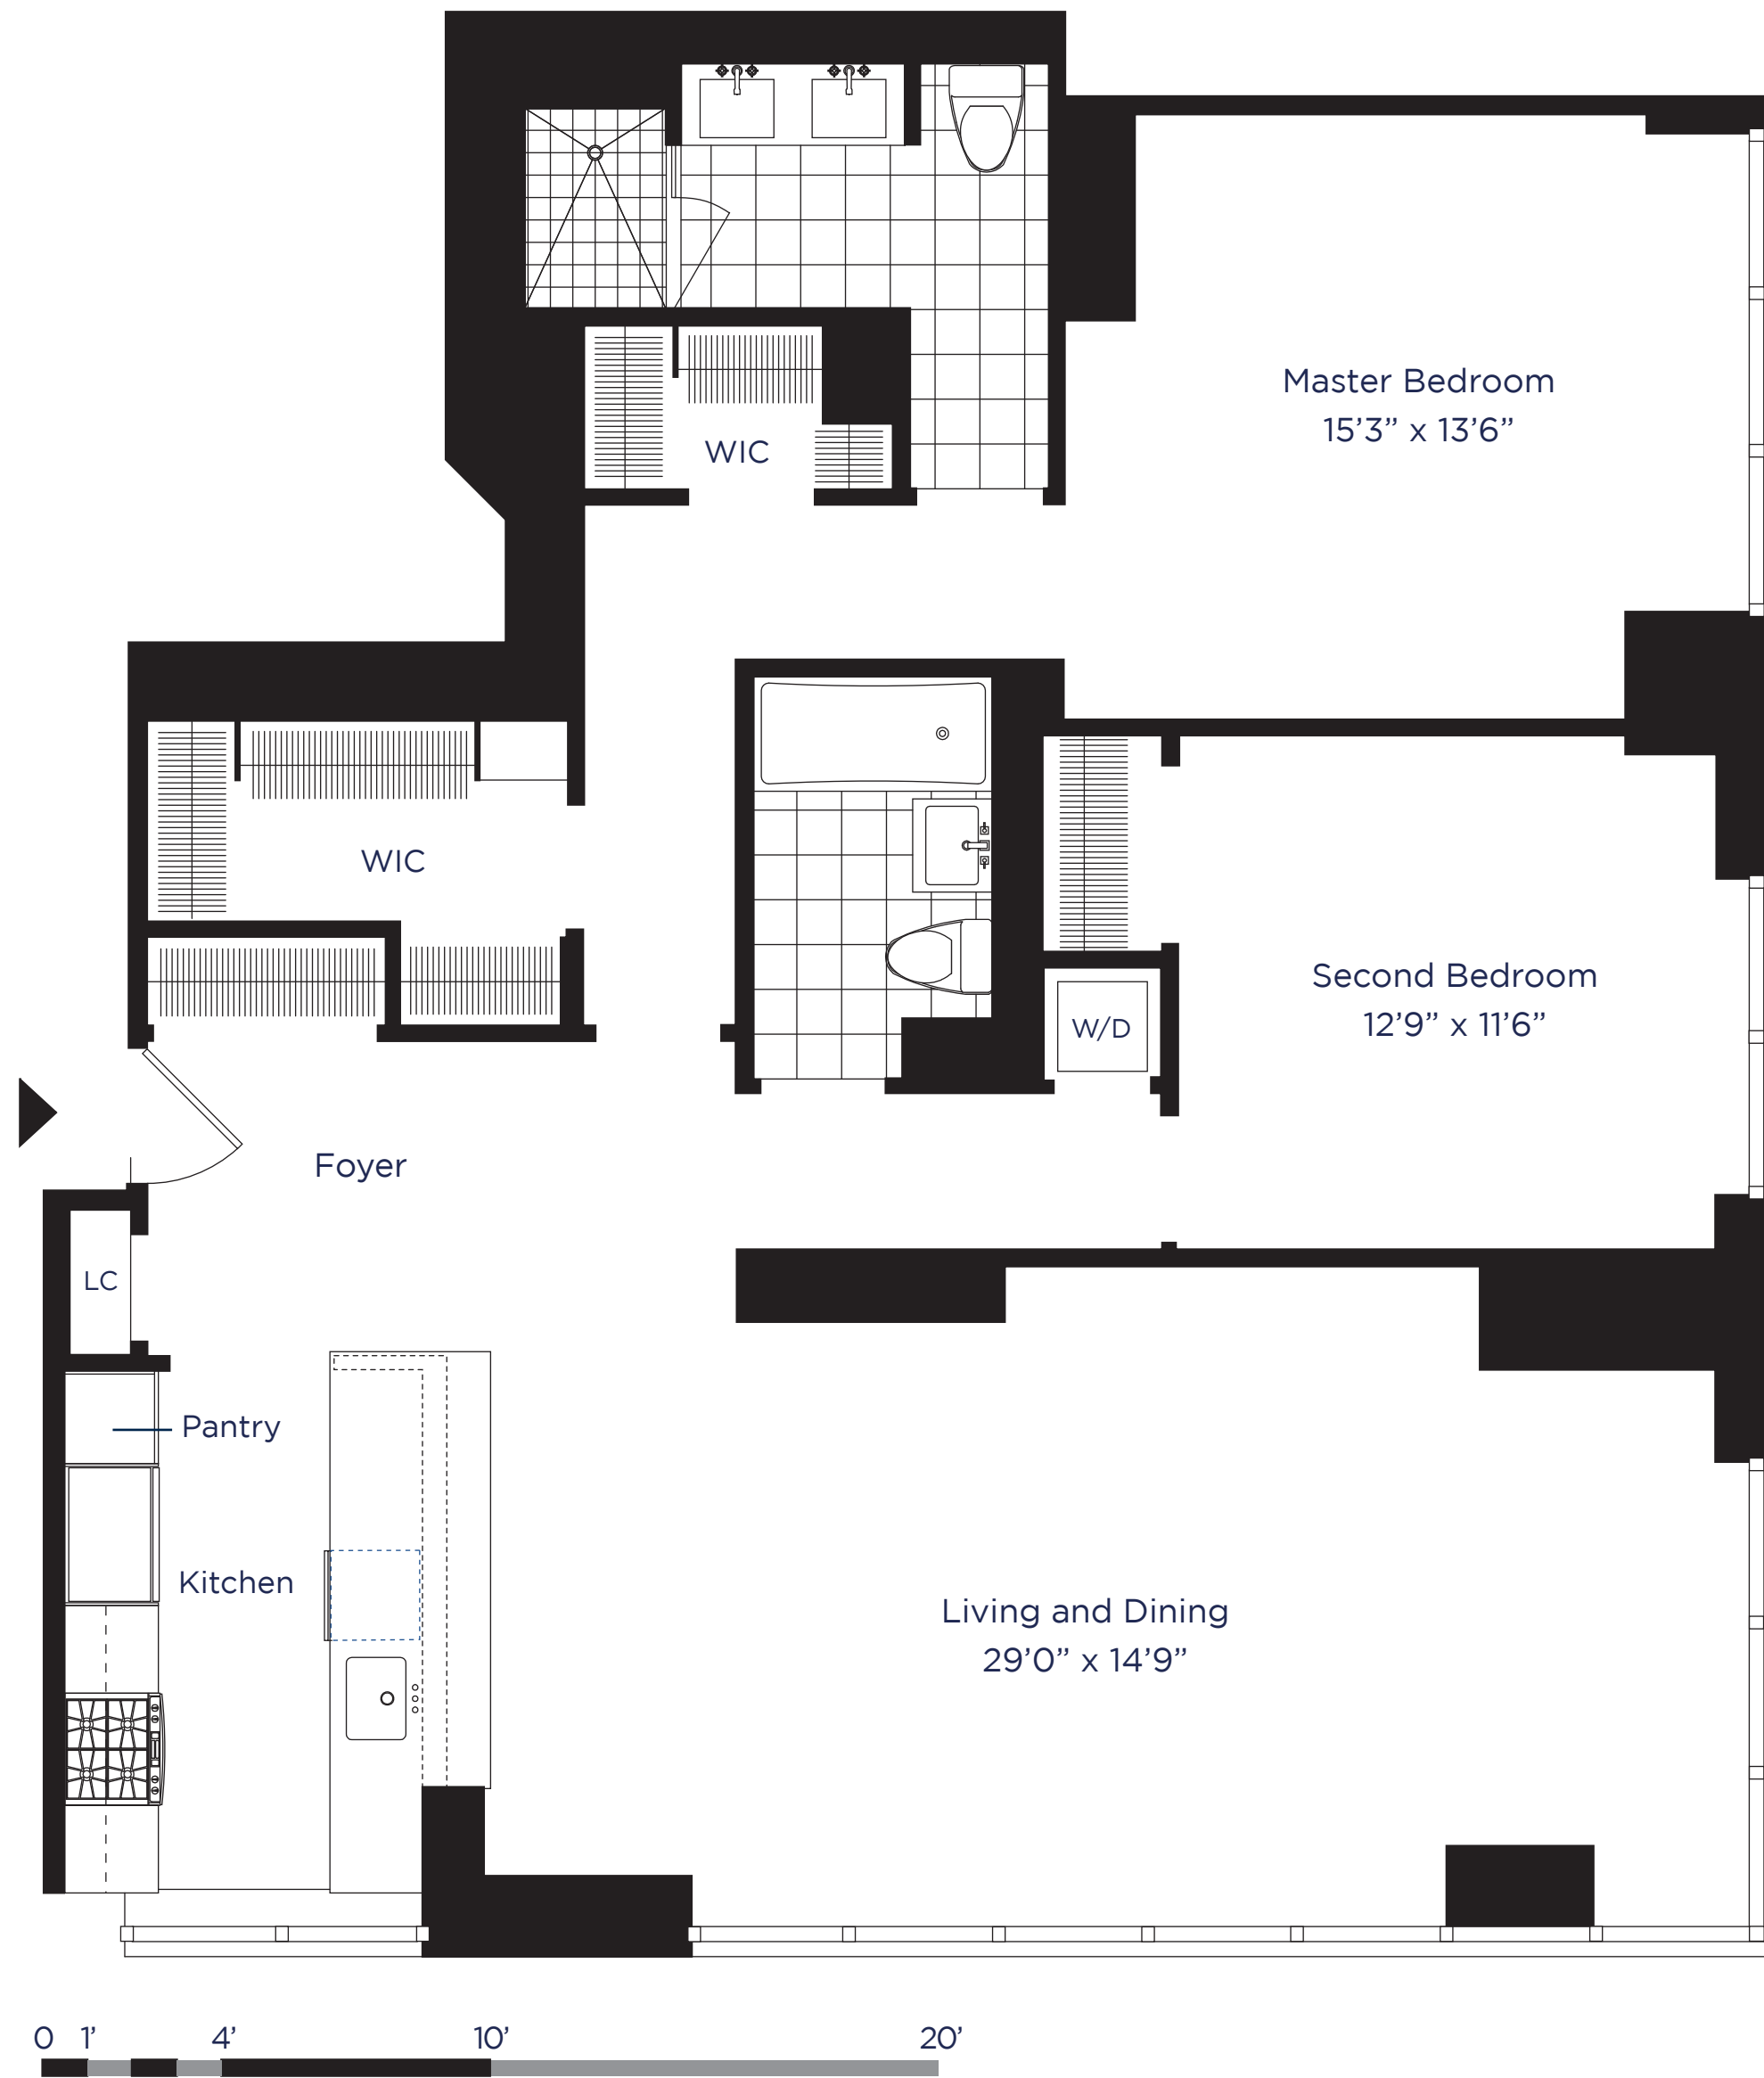 Master Bedroom
15’3” x 13’6”
WIC
WIC
Second Bedroom
12’9” x 11’6”
W/D
Foyer
LC
Pantry
Kitchen
Living and Dining
29’0” x 14’9”
0 1’ 4’ 10’ 20’